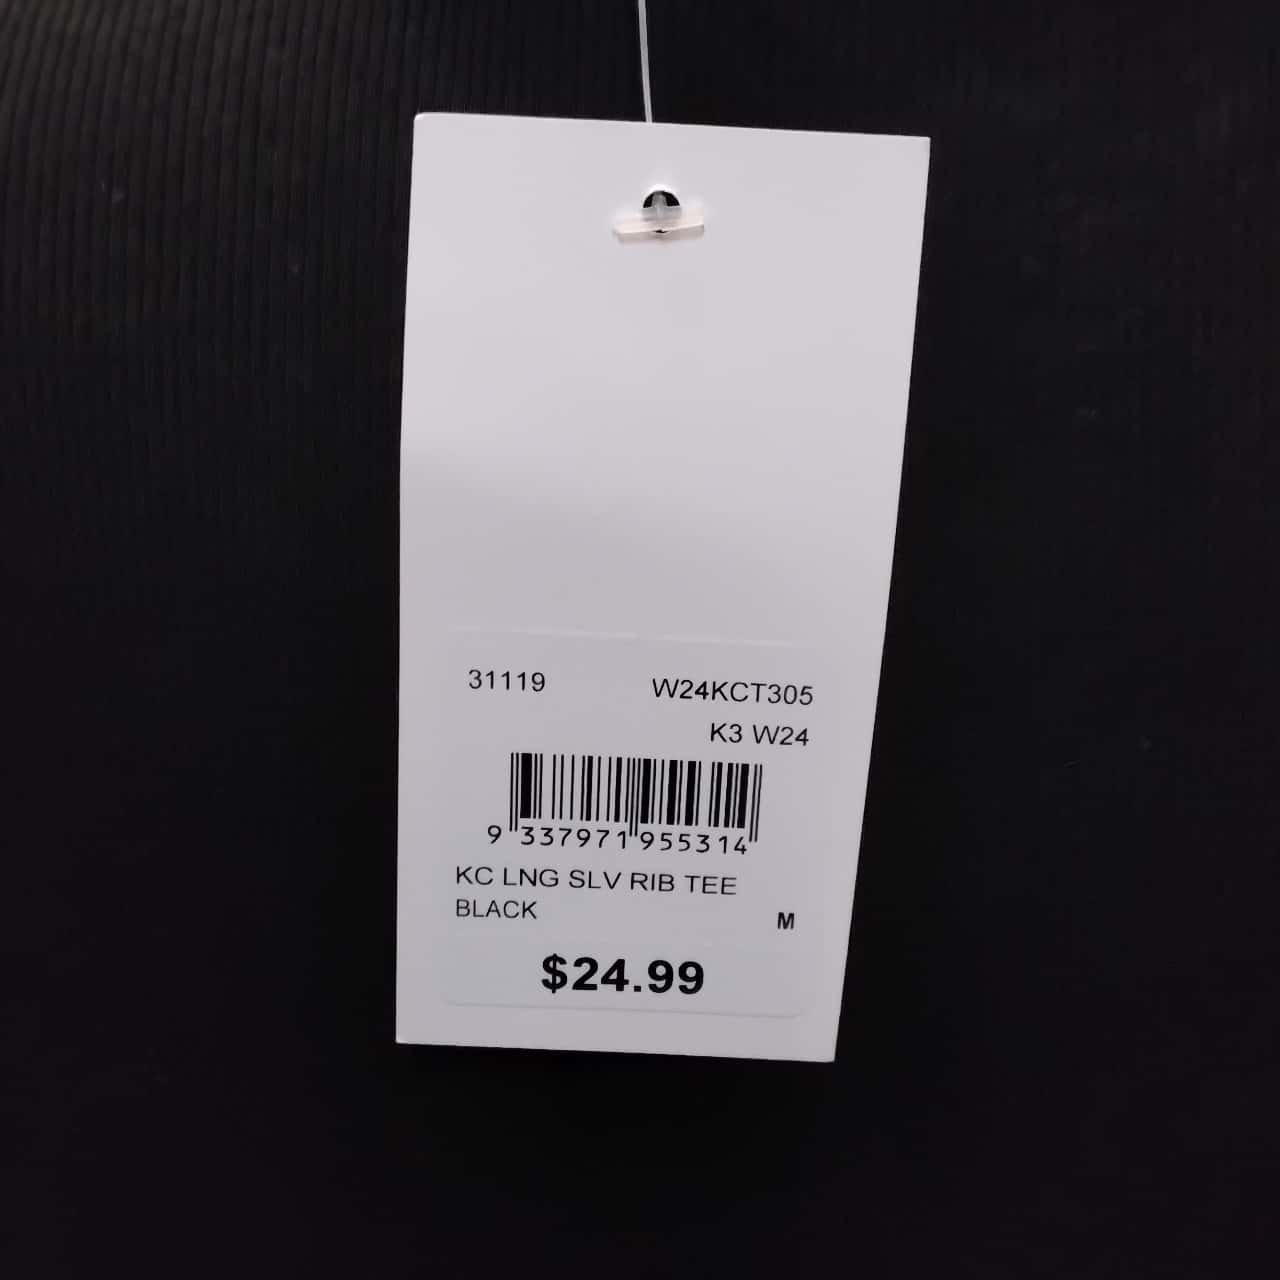 31119 W24KCT305
K3 W24
9 337971 955314
KC LNG SLV RIB TEE
BLACK M
$24.99